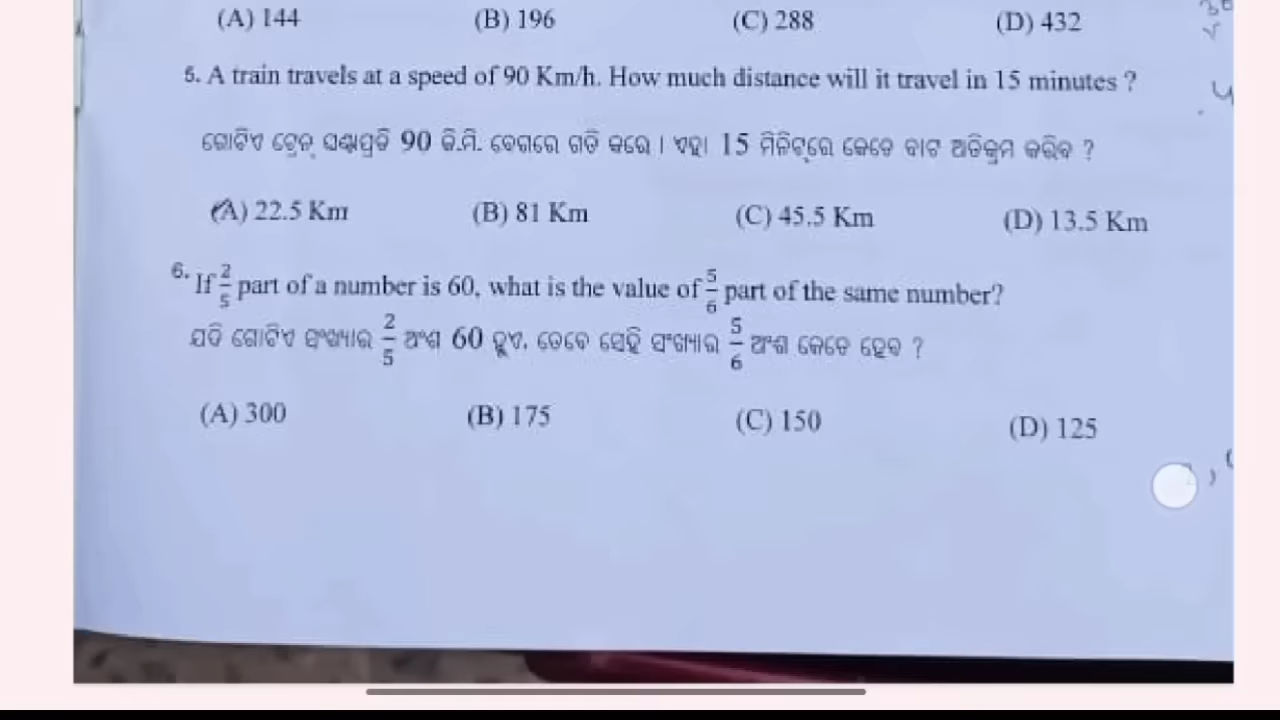 (A) 144 (B) 196 (C) 288 (D) 432
5. A train travels at a speed of 90 Km/h. How much distance will it travel in 15 minutes ?
ଗୋଟିଏ ଟ୍ରେନ୍ ଘଣ୍ଟାପ୍ରତି 90 କି.ମି. ବେଗରେ ଗତି କରେ । ଏହା 15 ମିନିଟ୍‌ରେ କେତେ ବାଟ ଅତିକ୍ରମ କରିବ ?
(A) 22.5 Km (B) 81 Km (C) 45.5 Km (D) 13.5 Km
6. If 2/5 part of a number is 60, what is the value of 5/6 part of the same number?
ଯଦି ଗୋଟିଏ ସଂଖ୍ୟାର 2/5 ଅଂଶ 60 ହୁଏ, ତେବେ ସେହି ସଂଖ୍ୟାର 5/6 ଅଂଶ କେତେ ହେବ ?
(A) 300 (B) 175 (C) 150 (D) 125